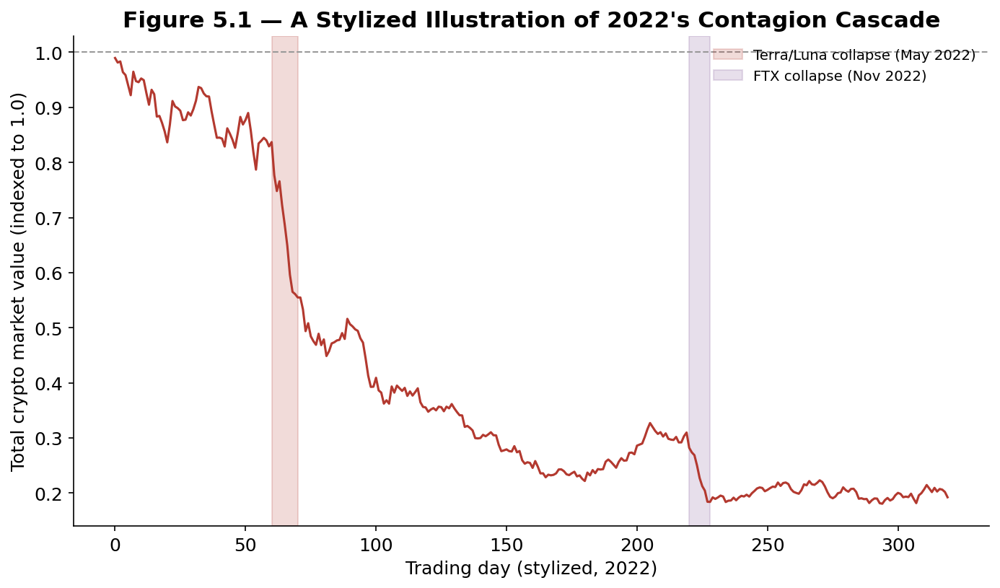 Figure 5.1 — A Stylized Illustration of 2022's Contagion Cascade
Total crypto market value (indexed to 1.0)
1.0
0.9
0.8
0.7
0.6
0.5
0.4
0.3
0.2
Terra/Luna collapse (May 2022)
FTX collapse (Nov 2022)
0 50 100 150 200 250 300
Trading day (stylized, 2022)